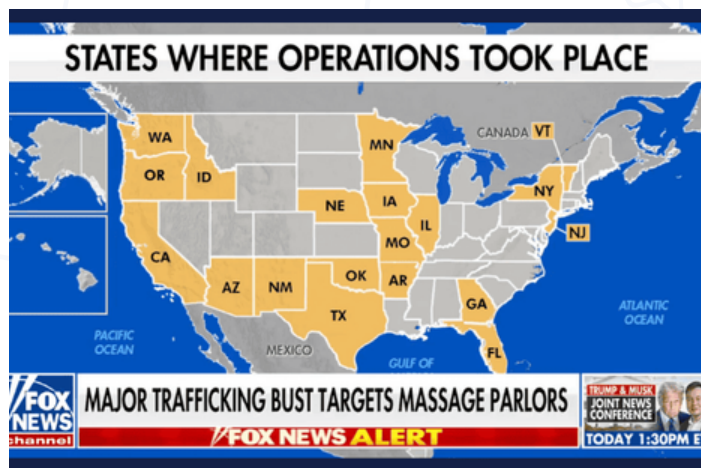 STATES WHERE OPERATIONS TOOK PLACE
WA
MN
CANADA
VT
OR
ID
NY
NE
IA
IL
NJ
MO
CA
OK
AR
AZ
NM
GA
TX
ATLANTIC
OCEAN
PACIFIC
OCEAN
MEXICO
FL
GULF OF
FOX
NEWS
channel
MAJOR TRAFFICKING BUST TARGETS MASSAGE PARLORS
FOX NEWS ALERT
TRUMP & MUSK
JOINT NEWS
CONFERENCE
TODAY 1:30PM E